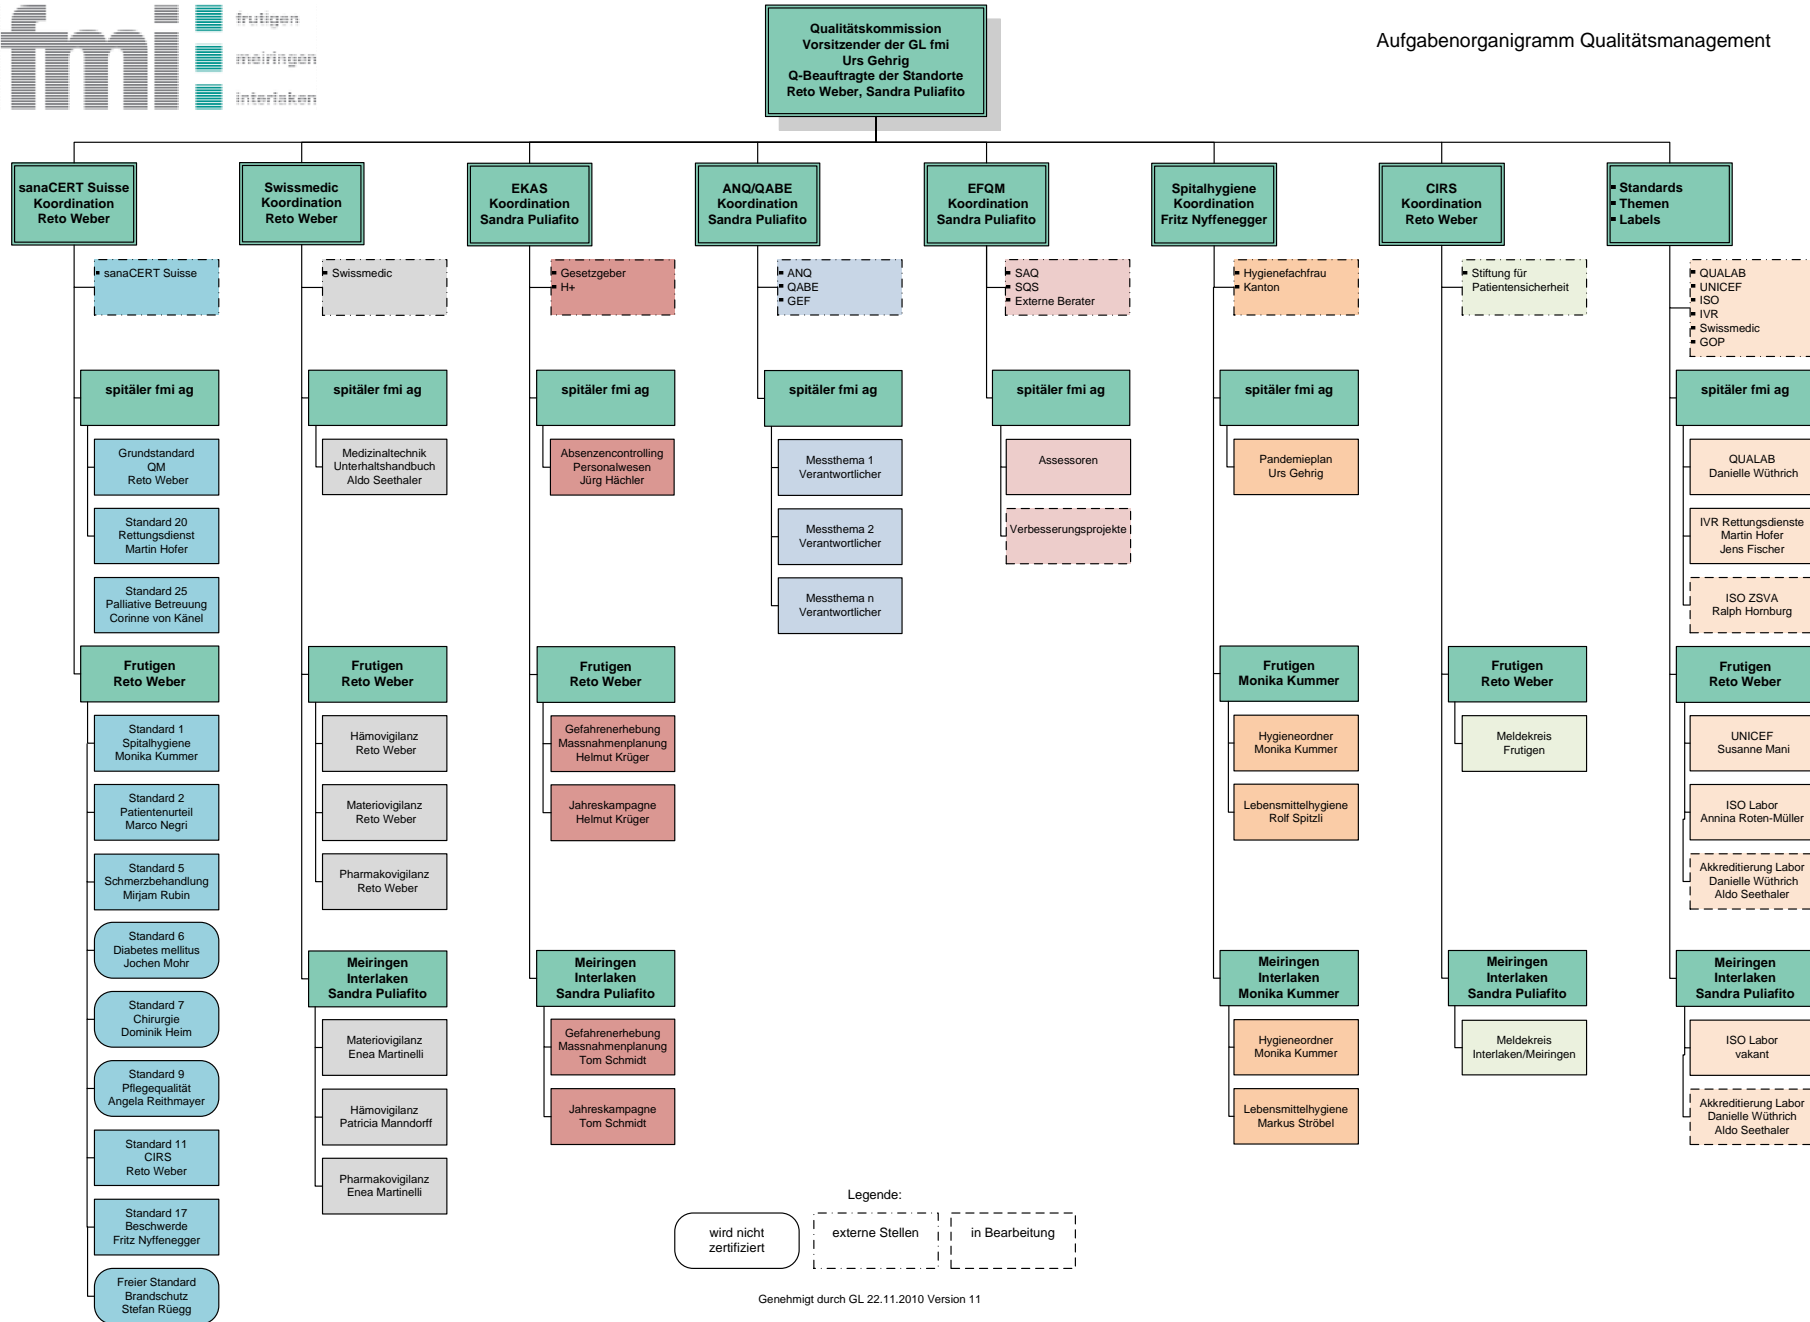 fmi
frutigen
meiringen
interlaken
Qualitätskommission
Vorsitzender der GL fmi
Urs Gehrig
Q-Beauftragte der Standorte
Reto Weber, Sandra Puliafito
Aufgabenorganigramm Qualitätsmanagement
sanaCERT Suisse
Koordination
Reto Weber
Swissmedic
Koordination
Reto Weber
EKAS
Koordination
Sandra Puliafito
ANQ/QABE
Koordination
Sandra Puliafito
EFQM
Koordination
Sandra Puliafito
Spitalhygiene
Koordination
Fritz Nyffenegger
CIRS
Koordination
Reto Weber
Standards
Themen
Labels
sanaCERT Suisse
Swissmedic
Gesetzgeber
H+
ANQ
QABE
GEF
SAQ
SQS
Externe Berater
Hygienefachfrau
Kanton
Stiftung für
Patientensicherheit
QUALAB
UNICEF
ISO
IVR
Swissmedic
GOP
spitäler fmi ag
spitäler fmi ag
spitäler fmi ag
spitäler fmi ag
spitäler fmi ag
spitäler fmi ag
spitäler fmi ag
Grundstandard
QM
Reto Weber
Medizinaltechnik
Unterhaltshandbuch
Aldo Seethaler
Absenzencontrolling
Personalwesen
Jürg Hächler
Messthema 1
Verantwortlicher
Assessoren
Pandemieplan
Urs Gehrig
QUALAB
Danielle Wüthrich
Standard 20
Rettungsdienst
Martin Hofer
Messthema 2
Verantwortlicher
Verbesserungsprojekte
IVR Rettungsdienste
Martin Hofer
Jens Fischer
Standard 25
Palliative Betreuung
Corinne von Känel
Messthema n
Verantwortlicher
ISO ZSVA
Ralph Hornburg
Frutigen
Reto Weber
Frutigen
Reto Weber
Frutigen
Reto Weber
Frutigen
Monika Kummer
Frutigen
Reto Weber
Frutigen
Reto Weber
Standard 1
Spitalhygiene
Monika Kummer
Hämovigilanz
Reto Weber
Gefahrenerhebung
Massnahmenplanung
Helmut Krüger
Hygieneordner
Monika Kummer
Meldekreis
Frutigen
UNICEF
Susanne Mani
Standard 2
Patientenurteil
Marco Negri
Materiovigilanz
Reto Weber
Jahreskampagne
Helmut Krüger
Lebensmittelhygiene
Rolf Spitzli
ISO Labor
Annina Roten-Müller
Standard 5
Schmerzbehandlung
Mirjam Rubin
Pharmakovigilanz
Reto Weber
Akkreditierung Labor
Danielle Wüthrich
Aldo Seethaler
Standard 6
Diabetes mellitus
Jochen Mohr
Meiringen
Interlaken
Sandra Puliafito
Meiringen
Interlaken
Sandra Puliafito
Meiringen
Interlaken
Monika Kummer
Meiringen
Interlaken
Sandra Puliafito
Meiringen
Interlaken
Sandra Puliafito
Standard 7
Chirurgie
Dominik Heim
Materiovigilanz
Enea Martinelli
Gefahrenerhebung
Massnahmenplanung
Tom Schmidt
Hygieneordner
Monika Kummer
Meldekreis
Interlaken/Meiringen
ISO Labor
vakant
Standard 9
Pflegequalität
Angela Reithmayer
Hämovigilanz
Patricia Manndorff
Jahreskampagne
Tom Schmidt
Lebensmittelhygiene
Markus Ströbel
Akkreditierung Labor
Danielle Wüthrich
Aldo Seethaler
Standard 11
CIRS
Reto Weber
Pharmakovigilanz
Enea Martinelli
Standard 17
Beschwerde
Fritz Nyffenegger
Freier Standard
Brandschutz
Stefan Rüegg
Legende:
wird nicht
zertifiziert
externe Stellen
in Bearbeitung
Genehmigt durch GL 22.11.2010 Version 11